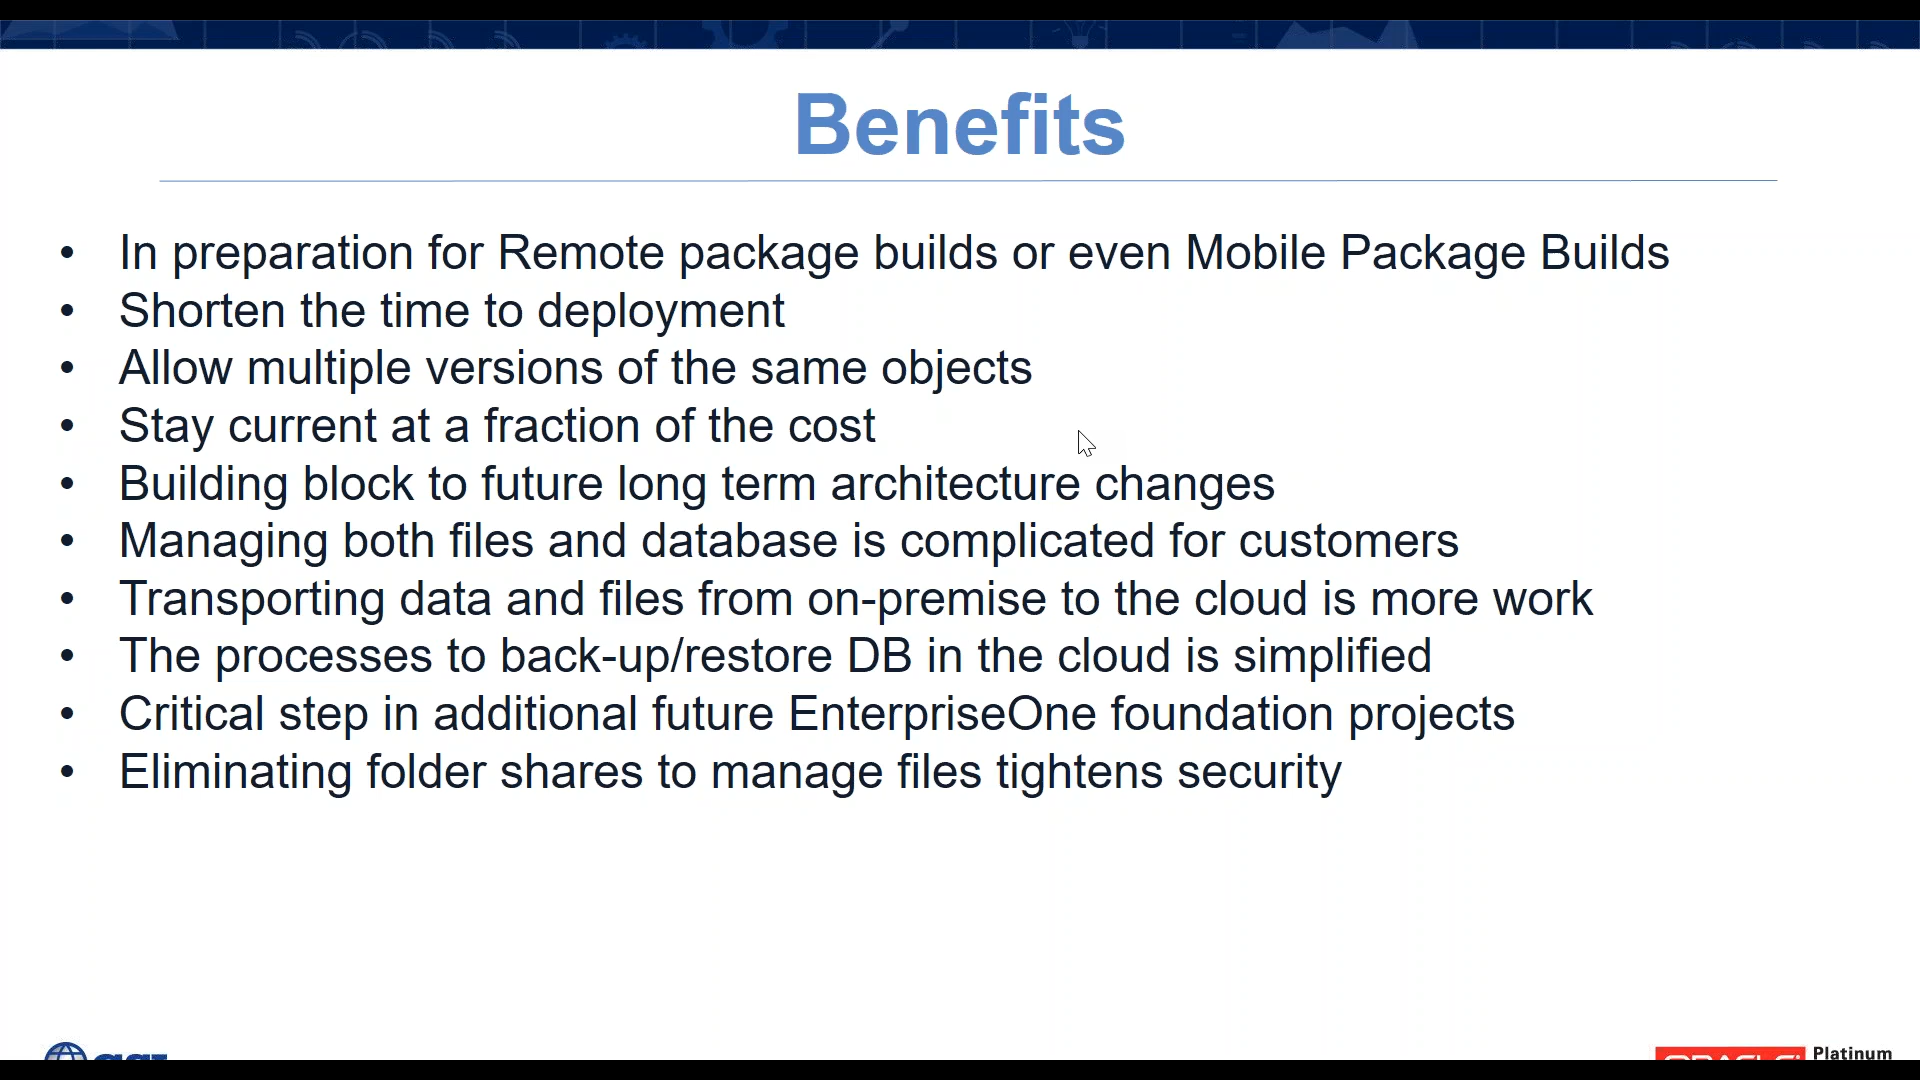 Benefits
• In preparation for Remote package builds or even Mobile Package Builds
• Shorten the time to deployment
• Allow multiple versions of the same objects
• Stay current at a fraction of the cost
• Building block to future long term architecture changes
• Managing both files and database is complicated for customers
• Transporting data and files from on-premise to the cloud is more work
• The processes to back-up/restore DB in the cloud is simplified
• Critical step in additional future EnterpriseOne foundation projects
• Eliminating folder shares to manage files tightens security
ORACLE Platinum